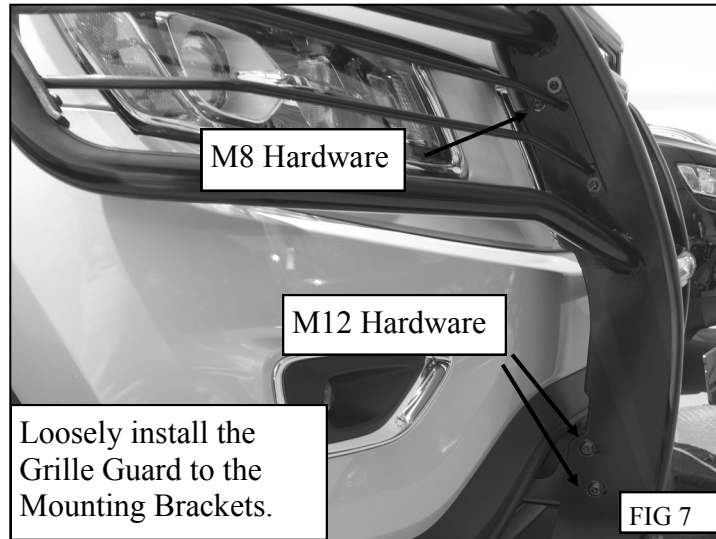 M8 Hardware
M12 Hardware
Loosely install the
Grille Guard to the
Mounting Brackets.
FIG 7